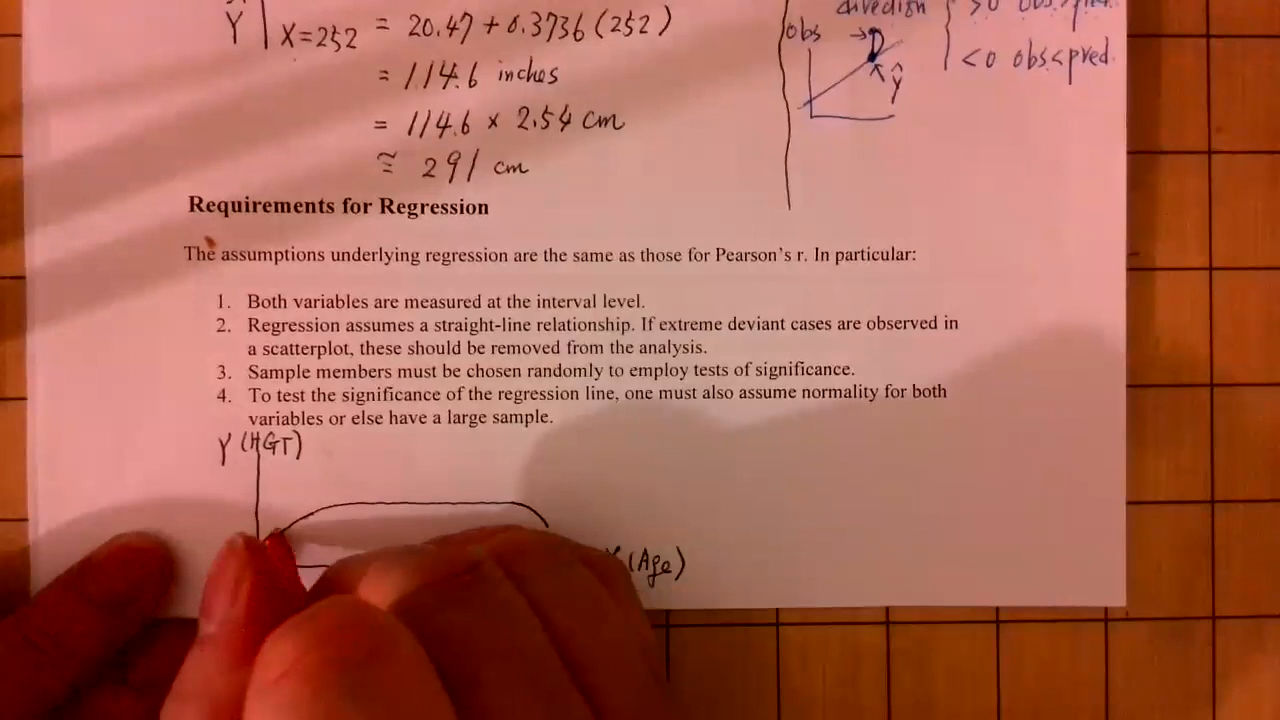 Ŷ | X=252 = 20.47 + 0.3736 (252)
= 114.6 inches
= 114.6 × 2.54 cm
≅ 291 cm
direction
obs
Ŷ
<0 obs<pred.
Requirements for Regression
The assumptions underlying regression are the same as those for Pearson's r. In particular:
1. Both variables are measured at the interval level.
2. Regression assumes a straight-line relationship. If extreme deviant cases are observed in
a scatterplot, these should be removed from the analysis.
3. Sample members must be chosen randomly to employ tests of significance.
4. To test the significance of the regression line, one must also assume normality for both
variables or else have a large sample.
Y (HGT)
(Age)